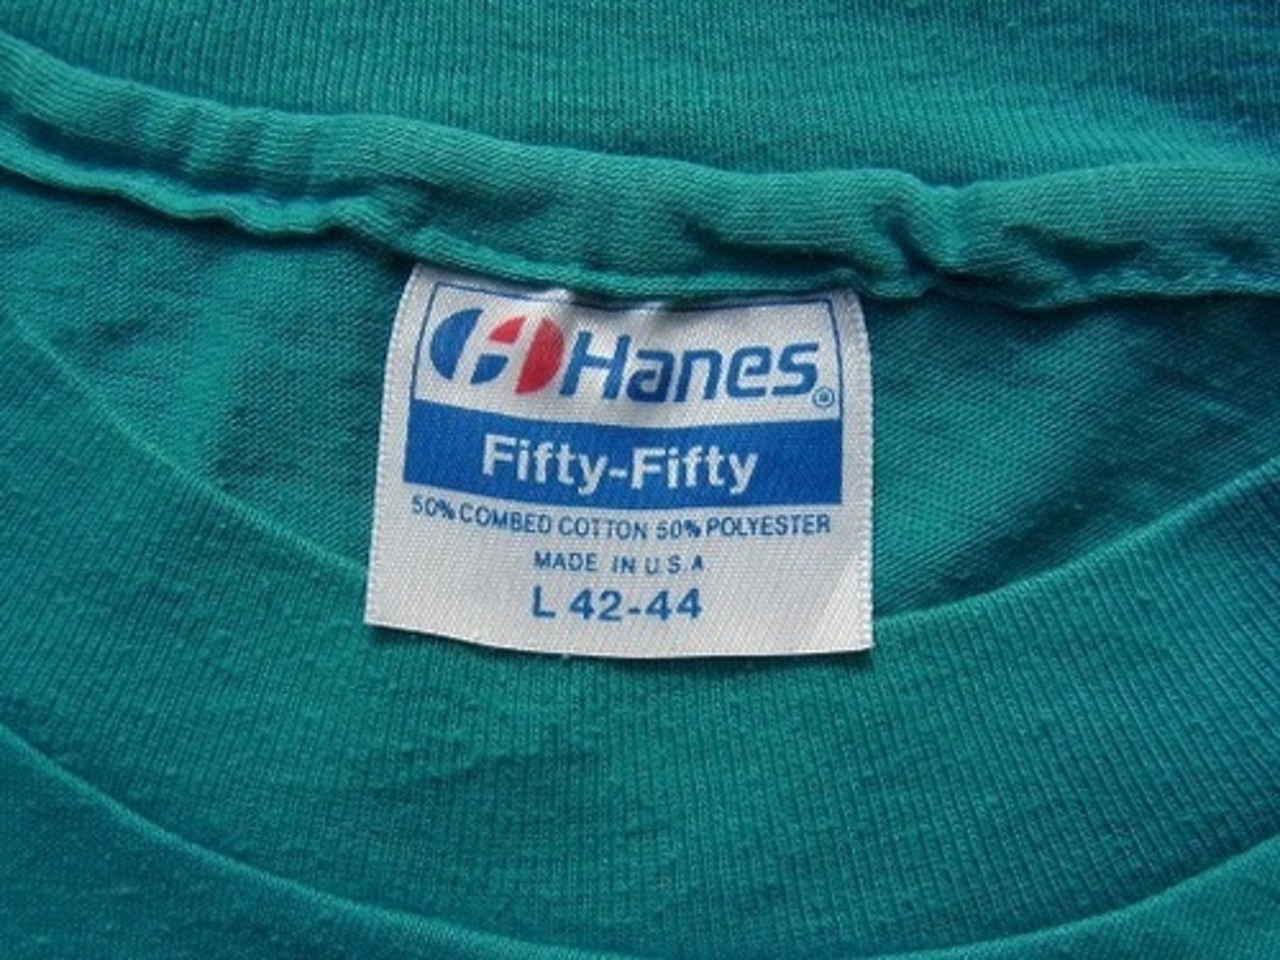 Hanes®
Fifty-Fifty
50% COMBED COTTON 50% POLYESTER
MADE IN U.S.A
L 42-44